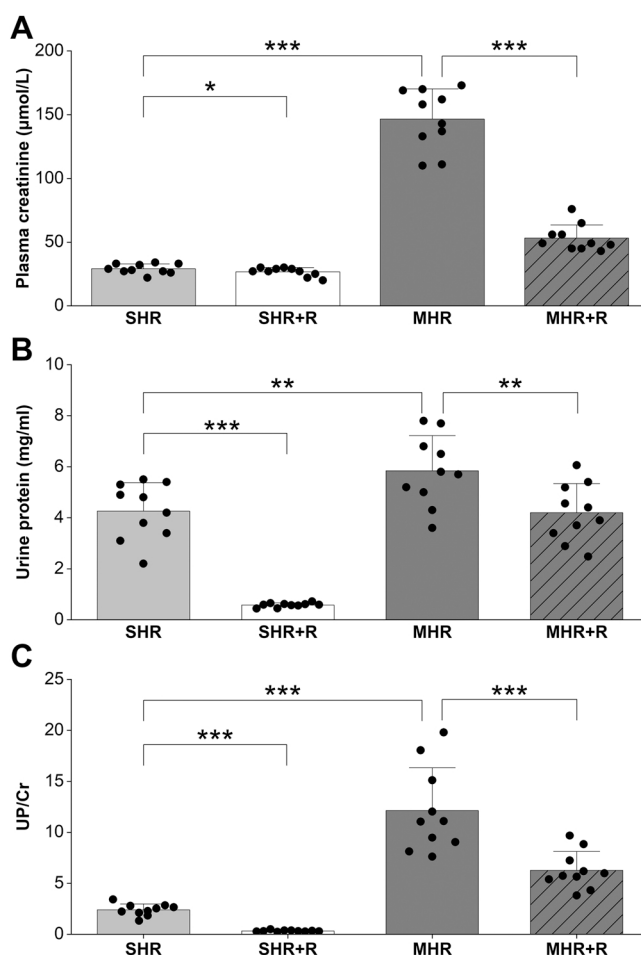 A
Plasma creatinine (µmol/L)
200
150
100
50
0
***
***
*
SHR SHR+R MHR MHR+R
B
Urine protein (mg/ml)
10
8
6
4
2
0
**
**
***
SHR SHR+R MHR MHR+R
C
UP/Cr
25
20
15
10
5
0
***
***
***
SHR SHR+R MHR MHR+R